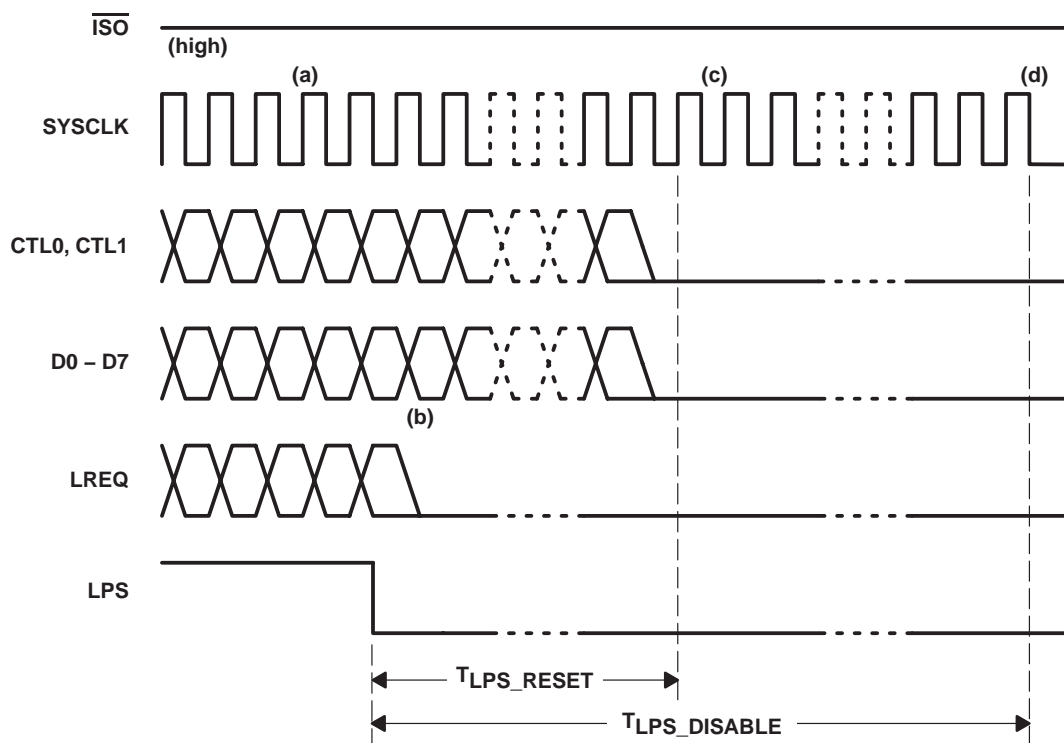 ISO
(high)
(a) (c) (d)
SYSCLK
CTL0, CTL1
D0 – D7
(b)
LREQ
LPS
TLPS_RESET
TLPS_DISABLE